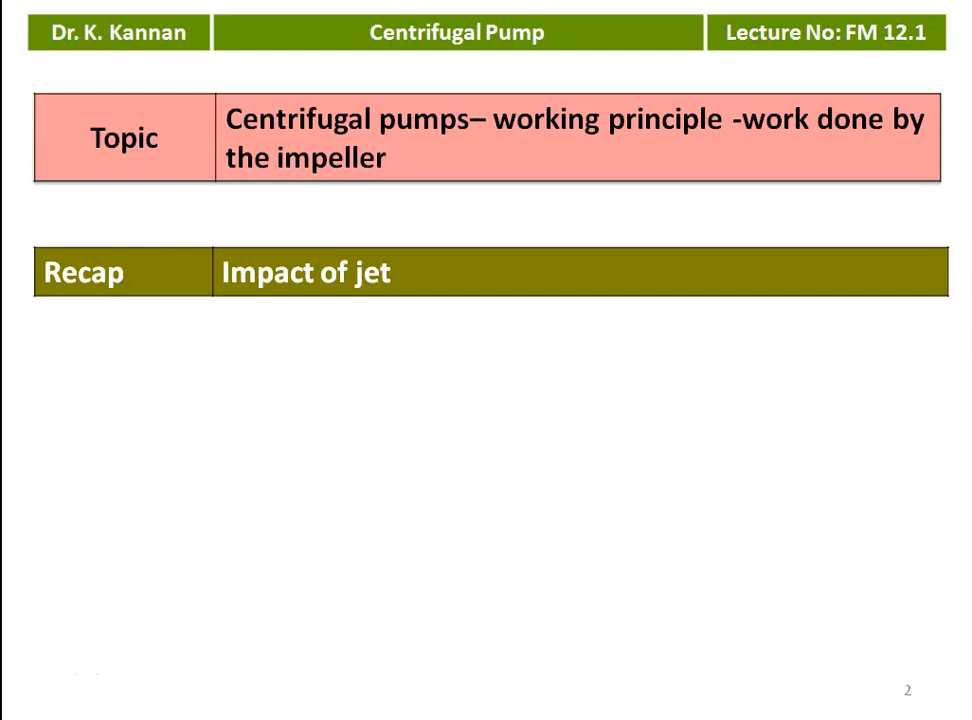 Dr. K. Kannan
Centrifugal Pump
Lecture No: FM 12.1
Topic
Centrifugal pumps– working principle -work done by
the impeller
Recap
Impact of jet
2